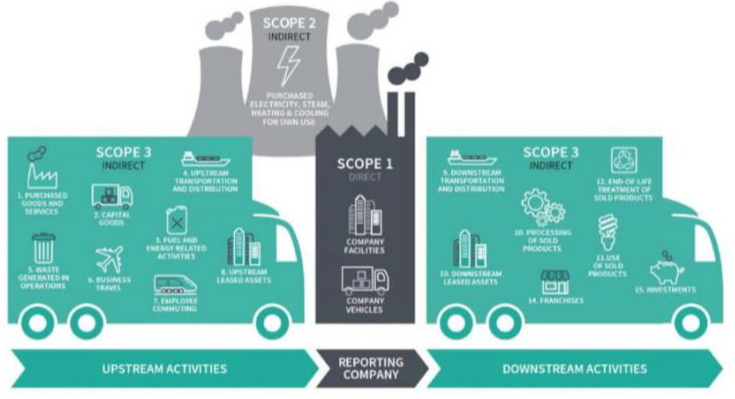 SCOPE 2
INDIRECT
PURCHASED
ELECTRICITY, STEAM,
HEATING & COOLING
FOR OWN USE
SCOPE 3
INDIRECT
1. PURCHASED
GOODS AND
SERVICES
2. CAPITAL
GOODS
3. FUEL AND
ENERGY RELATED
ACTIVITIES
4. UPSTREAM
TRANSPORTATION
AND DISTRIBUTION
5. WASTE
GENERATED IN
OPERATIONS
6. BUSINESS
TRAVEL
7. EMPLOYEE
COMMUTING
8. UPSTREAM
LEASED ASSETS
SCOPE 1
DIRECT
COMPANY
FACILITIES
COMPANY
VEHICLES
SCOPE 3
INDIRECT
9. DOWNSTREAM
TRANSPORTATION
AND DISTRIBUTION
10. PROCESSING
OF SOLD
PRODUCTS
11. USE
OF SOLD
PRODUCTS
12. END-OF-LIFE
TREATMENT OF
SOLD PRODUCTS
10. DOWNSTREAM
LEASED ASSETS
14. FRANCHISES
15. INVESTMENTS
UPSTREAM ACTIVITIES
REPORTING
COMPANY
DOWNSTREAM ACTIVITIES